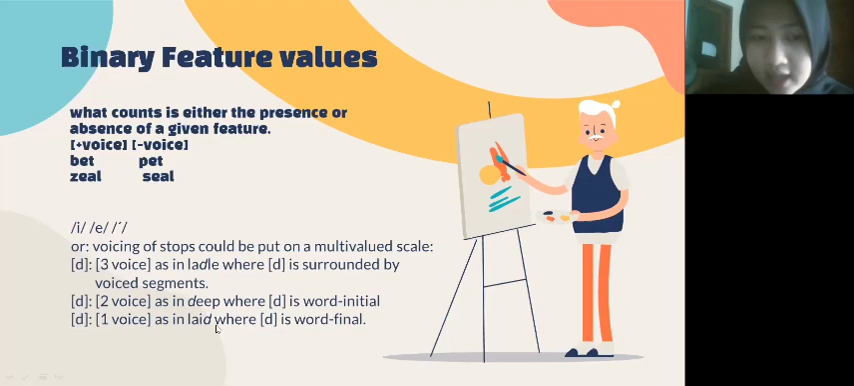 Binary Feature values
what counts is either the presence or
absence of a given feature.
[+voice] [-voice]
bet pet
zeal seal
/i/ /e/ /´/
or: voicing of stops could be put on a multivalued scale:
[d]: [3 voice] as in ladle where [d] is surrounded by
voiced segments.
[d]: [2 voice] as in deep where [d] is word-initial
[d]: [1 voice] as in laid where [d] is word-final.